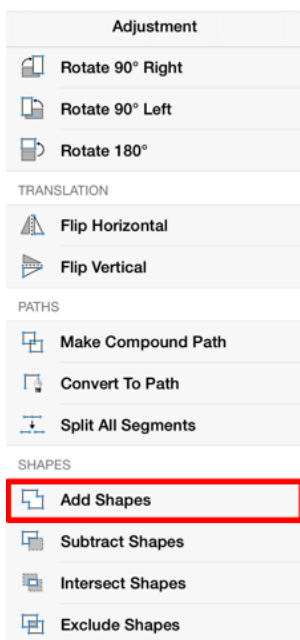 Adjustment
Rotate 90° Right
Rotate 90° Left
Rotate 180°
TRANSLATION
Flip Horizontal
Flip Vertical
PATHS
Make Compound Path
Convert To Path
Split All Segments
SHAPES
Add Shapes
Subtract Shapes
Intersect Shapes
Exclude Shapes